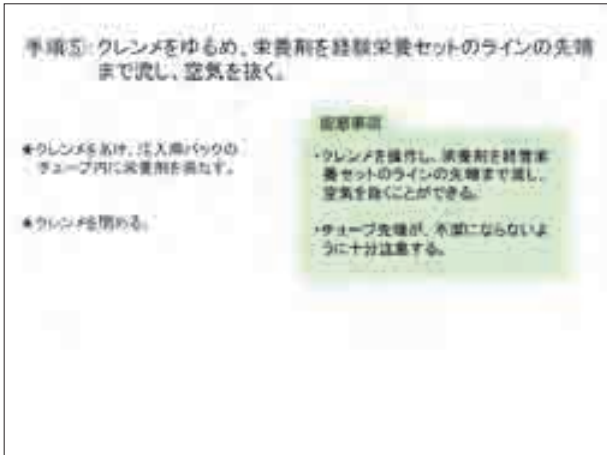 手順⑤:クレンメをゆるめ、栄養剤を経管栄養セットのラインの先端
まで流し、空気を抜く。
★クレンメをあけ、注入用バックの
チューブ内に栄養剤を満たす。
★クレンメを閉める。
留意事項
・クレンメを操作し、栄養剤を経管栄
養セットのラインの先端まで流し、
空気を抜くことができる。
・チューブ先端が、不潔にならないよ
うに十分注意する。